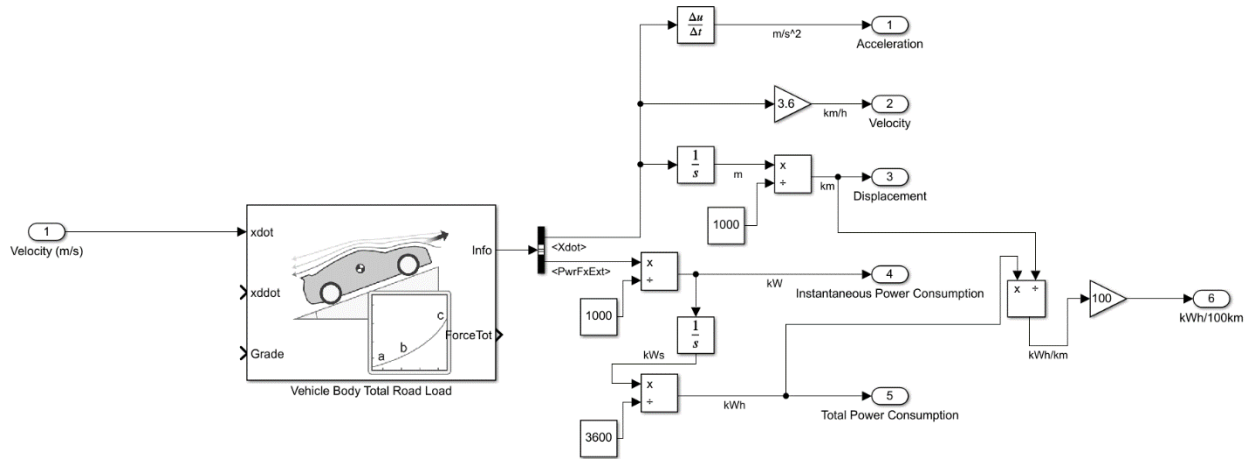 Δu
Δt
m/s^2
1
Acceleration
3.6
km/h
2
Velocity
1
s
m
x
÷
km
3
Displacement
1000
1
Velocity (m/s)
xdot
xddot
Grade
Info
ForceTot
a
b
c
Vehicle Body Total Road Load
<Xdot>
<PwrFxExt>
x
÷
1000
kW
4
Instantaneous Power Consumption
1
s
kWs
x
÷
3600
kWh
5
Total Power Consumption
x ÷
kWh/km
100
6
kWh/100km